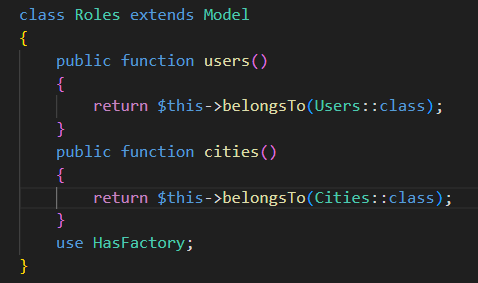 class Roles extends Model
{
    public function users()
    {
        return $this->belongsTo(Users::class);
    }
    public function cities()
    {
        return $this->belongsTo(Cities::class);
    }
    use HasFactory;
}